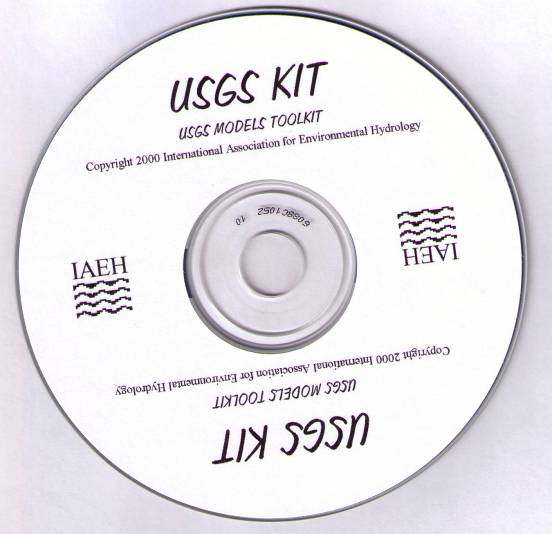 USGS KIT
USGS MODELS TOOLKIT
Copyright 2000 International Association for Environmental Hydrology
10
IAEH
IAEH
Copyright 2000 International Association for Environmental Hydrology
USGS MODELS TOOLKIT
USGS KIT